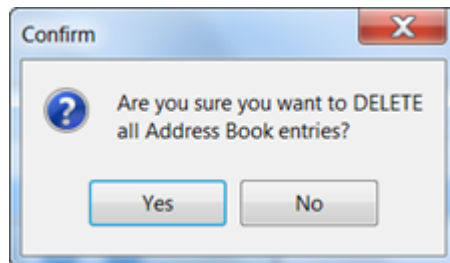 Confirm
Are you sure you want to DELETE
all Address Book entries?
Yes No